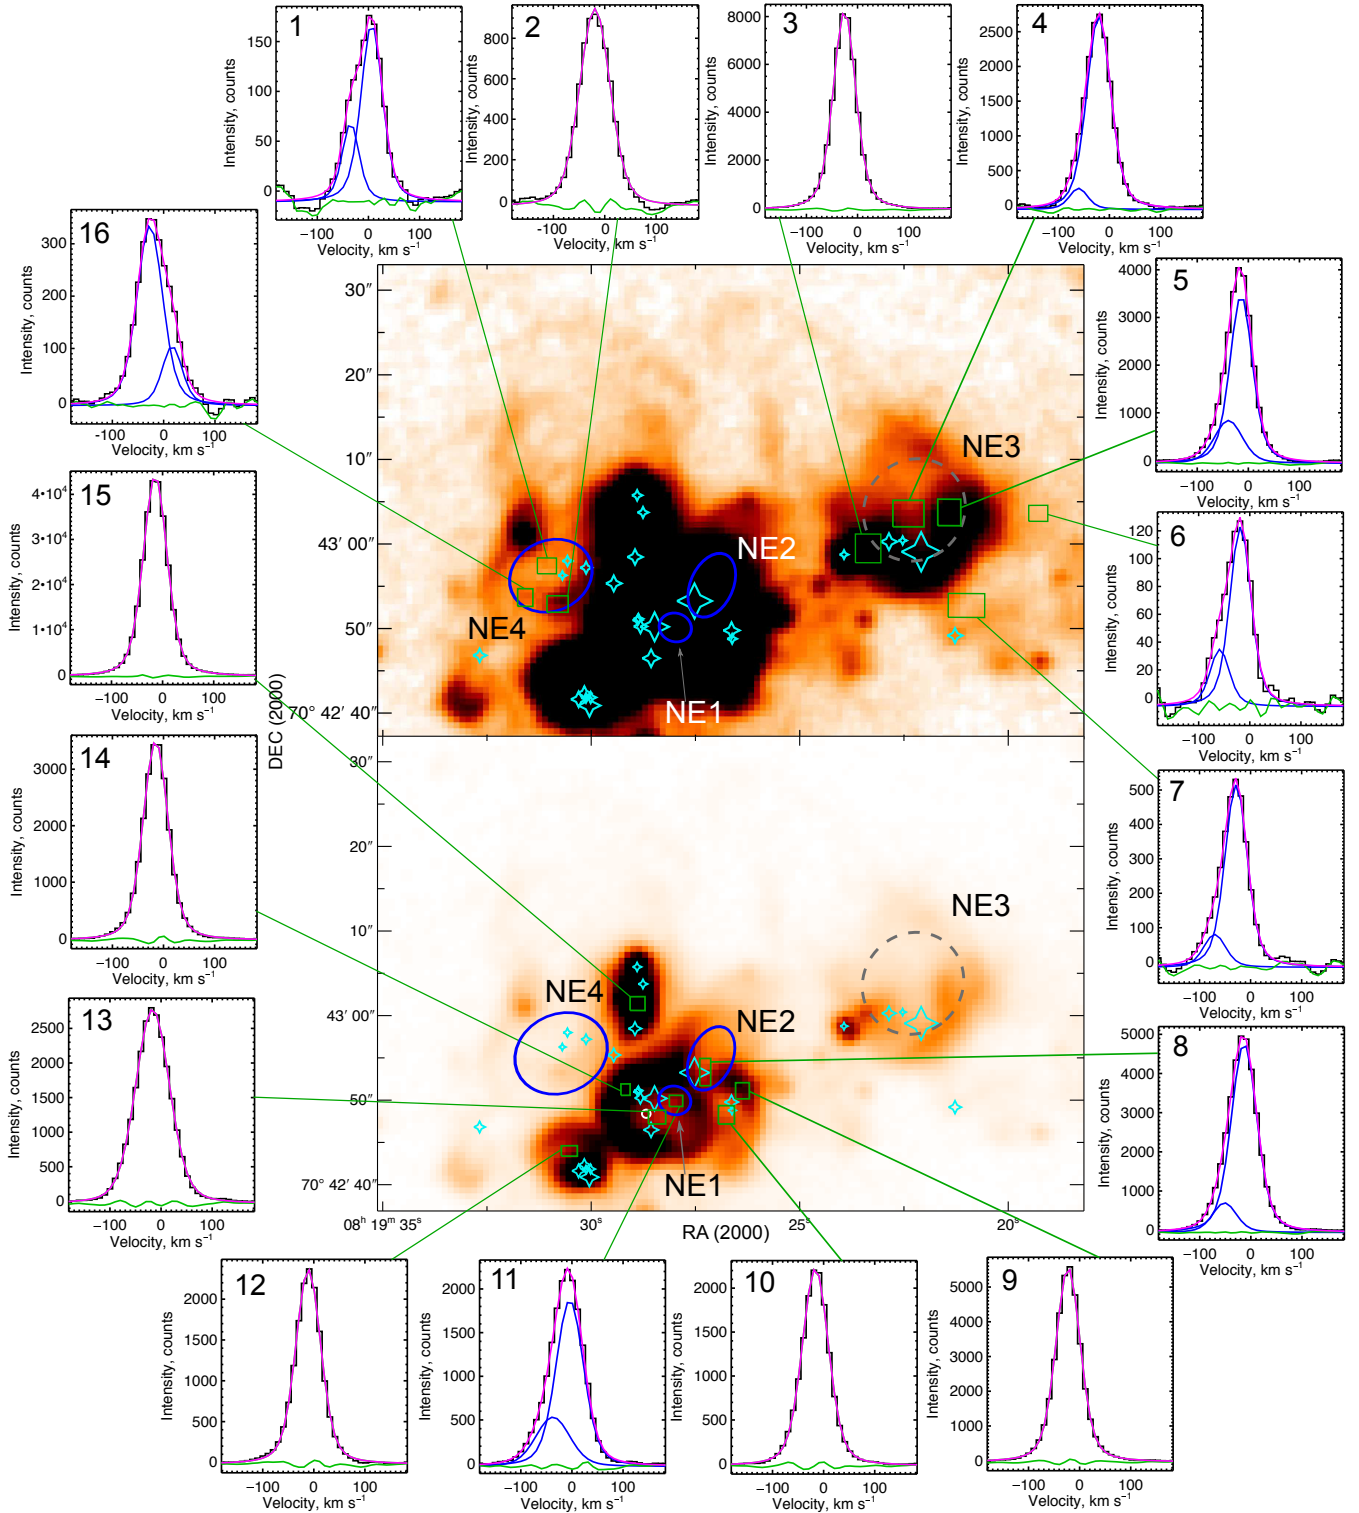 1
Intensity, counts
150
100
50
0
−100 0 100
Velocity, km s⁻¹
2
Intensity, counts
800
600
400
200
0
−100 0 100
Velocity, km s⁻¹
3
Intensity, counts
8000
6000
4000
2000
0
−100 0 100
Velocity, km s⁻¹
4
Intensity, counts
2500
2000
1500
1000
500
0
−100 0 100
Velocity, km s⁻¹
16
Intensity, counts
300
200
100
0
-100 0 100
Velocity, km s⁻¹
5
Intensity, counts
4000
3000
2000
1000
0
−100 0 100
Velocity, km s⁻¹
15
Intensity, counts
4•10⁴
3•10⁴
2•10⁴
1•10⁴
0
−100 0 100
Velocity, km s⁻¹
6
Intensity, counts
120
100
80
60
40
20
0
−100 0 100
Velocity, km s⁻¹
14
Intensity, counts
3000
2000
1000
0
−100 0 100
Velocity, km s⁻¹
7
Intensity, counts
500
400
300
200
100
0
−100 0 100
Velocity, km s⁻¹
13
Intensity, counts
2500
2000
1500
1000
500
0
−100 0 100
Velocity, km s⁻¹
8
Intensity, counts
5000
4000
3000
2000
1000
0
−100 0 100
Velocity, km s⁻¹
30″
20″
10″
43′ 00″
50″
70° 42′ 40″
NE3
NE2
NE4
NE1
DEC (2000)
30″
20″
10″
43′ 00″
50″
70° 42′ 40″
NE3
NE4
NE2
NE1
08ʰ 19ᵐ 35ˢ 30ˢ 25ˢ 20ˢ
RA (2000)
12
Intensity, counts
2000
1500
1000
500
0
−100 0 100
Velocity, km s⁻¹
11
Intensity, counts
2000
1500
1000
500
0
−100 0 100
Velocity, km s⁻¹
10
Intensity, counts
2000
1500
1000
500
0
−100 0 100
Velocity, km s⁻¹
9
Intensity, counts
5000
4000
3000
2000
1000
0
−100 0 100
Velocity, km s⁻¹